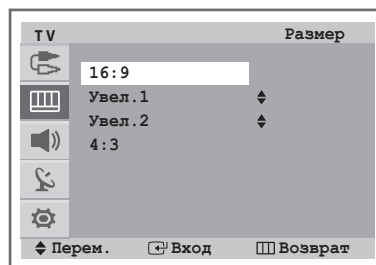 TV Размер
16:9
Увел.1
Увел.2
4:3
Перем. Вход Возврат